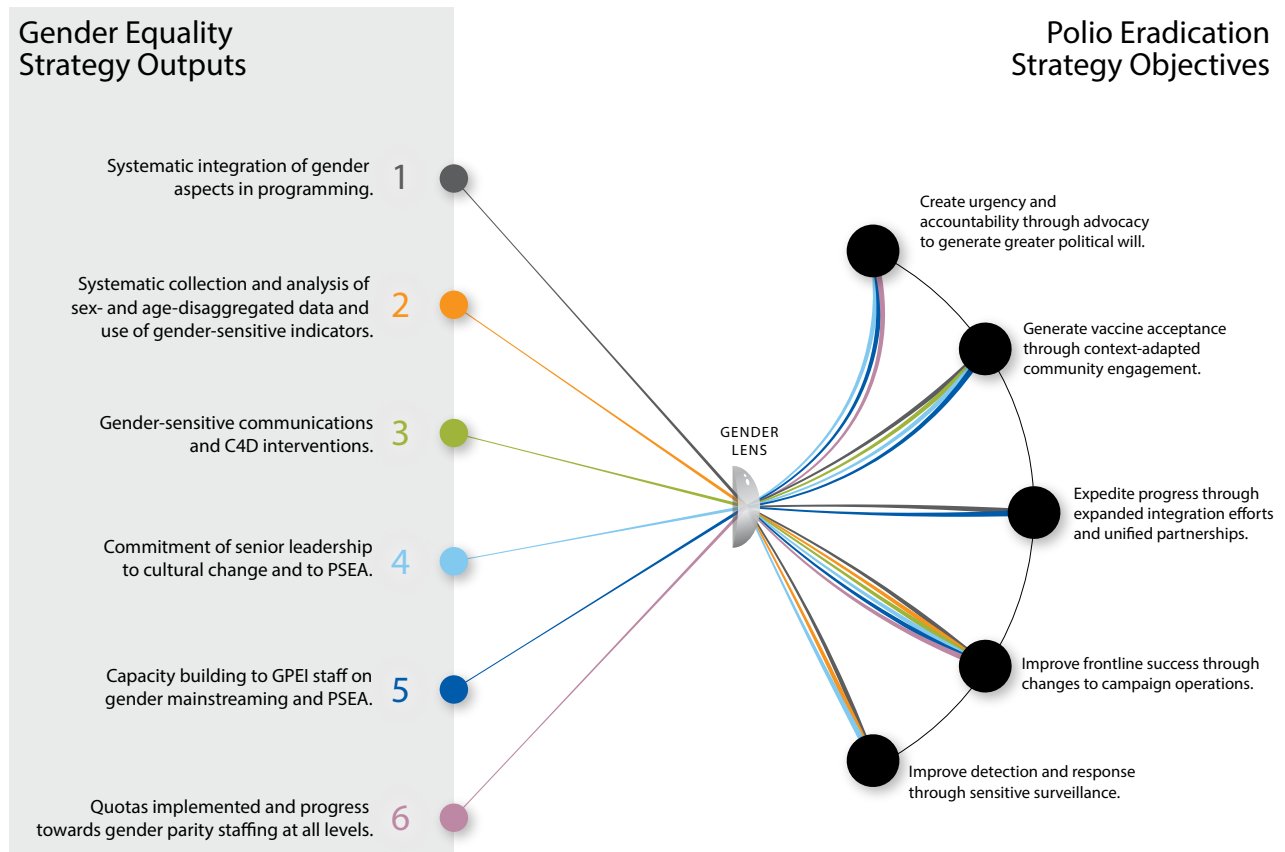 Gender Equality
Strategy Outputs
Polio Eradication
Strategy Objectives
Systematic integration of gender
aspects in programming.
1
Systematic collection and analysis of
sex- and age-disaggregated data and
use of gender-sensitive indicators.
2
Gender-sensitive communications
and C4D interventions.
3
Commitment of senior leadership
to cultural change and to PSEA.
4
Capacity building to GPEI staff on
gender mainstreaming and PSEA.
5
Quotas implemented and progress
towards gender parity staffing at all levels.
6
GENDER
LENS
Create urgency and
accountability through advocacy
to generate greater political will.
Generate vaccine acceptance
through context-adapted
community engagement.
Expedite progress through
expanded integration efforts
and unified partnerships.
Improve frontline success through
changes to campaign operations.
Improve detection and response
through sensitive surveillance.